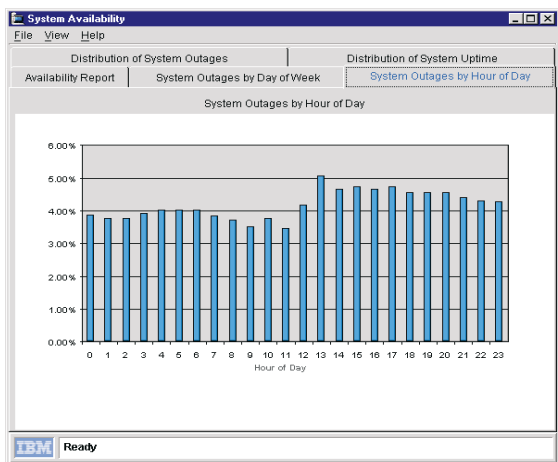 System Availability
File View Help
Distribution of System Outages
Distribution of System Uptime
Availability Report
System Outages by Day of Week
System Outages by Hour of Day
System Outages by Hour of Day
6.00%
5.00%
4.00%
3.00%
2.00%
1.00%
0.00%
0 1 2 3 4 5 6 7 8 9 10 11 12 13 14 15 16 17 18 19 20 21 22 23
Hour of Day
IBM
Ready